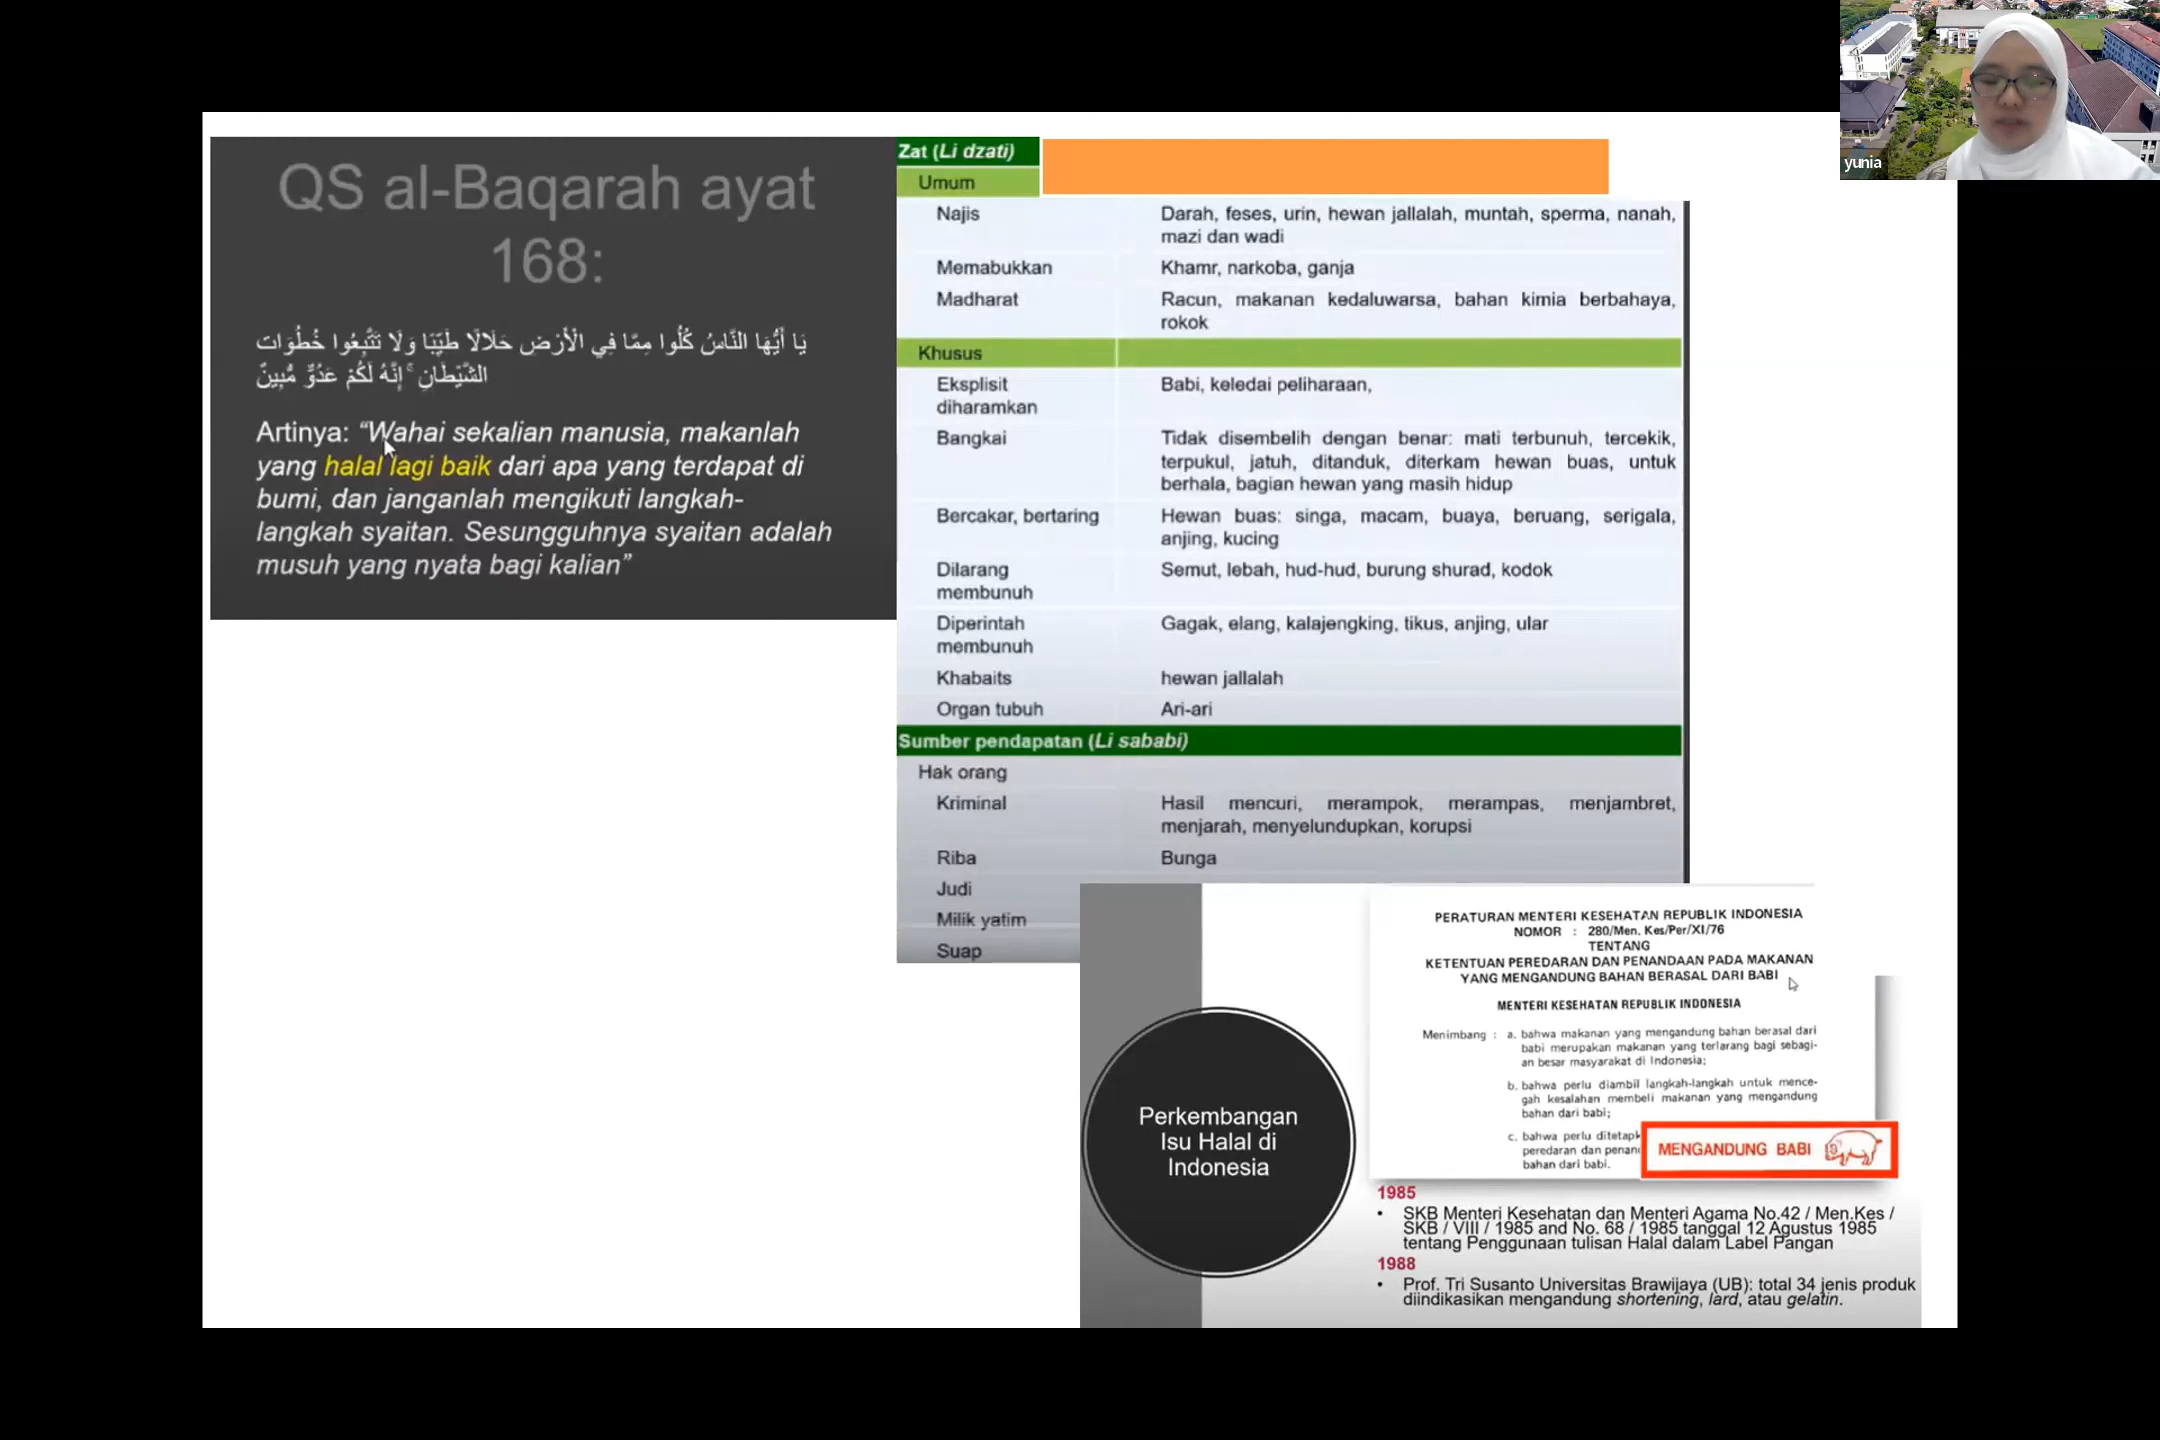 QS al-Baqarah ayat
168:
يَا أَيُّهَا النَّاسُ كُلُوا مِمَّا فِي الْأَرْضِ حَلَالًا طَيِّبًا وَلَا تَتَّبِعُوا خُطُوَات
الشَّيْطَانِ ۚ إِنَّهُ لَكُمْ عَدُوٌّ مُّبِينٌ
Artinya: “Wahai sekalian manusia, makanlah
yang halal lagi baik dari apa yang terdapat di
bumi, dan janganlah mengikuti langkah-
langkah syaitan. Sesungguhnya syaitan adalah
musuh yang nyata bagi kalian”
Zat (Li dzati)
Umum
Najis Darah, feses, urin, hewan jallalah, muntah, sperma, nanah,
mazi dan wadi
Memabukkan Khamr, narkoba, ganja
Madharat Racun, makanan kedaluwarsa, bahan kimia berbahaya,
rokok
Khusus
Eksplisit Babi, keledai peliharaan,
diharamkan
Bangkai Tidak disembelih dengan benar: mati terbunuh, tercekik,
terpukul, jatuh, ditanduk, diterkam hewan buas, untuk
berhala, bagian hewan yang masih hidup
Bercakar, bertaring Hewan buas: singa, macam, buaya, beruang, serigala,
anjing, kucing
Dilarang Semut, lebah, hud-hud, burung shurad, kodok
membunuh
Diperintah Gagak, elang, kalajengking, tikus, anjing, ular
membunuh
Khabaits hewan jallalah
Organ tubuh Ari-ari
Sumber pendapatan (Li sababi)
Hak orang
Kriminal Hasil mencuri, merampok, merampas, menjambret,
menjarah, menyelundupkan, korupsi
Riba Bunga
Judi
Milik yatim
Suap
Perkembangan
Isu Halal di
Indonesia
PERATURAN MENTERI KESEHATAN REPUBLIK INDONESIA
NOMOR : 280/Men. Kes/Per/XI/76
TENTANG
KETENTUAN PEREDARAN DAN PENANDAAN PADA MAKANAN
YANG MENGANDUNG BAHAN BERASAL DARI BABI
MENTERI KESEHATAN REPUBLIK INDONESIA
Menimbang : a. bahwa makanan yang mengandung bahan berasal dari
babi merupakan makanan yang terlarang bagi sebagi-
an besar masyarakat di Indonesia;
b. bahwa perlu diambil langkah-langkah untuk mence-
gah kesalahan membeli makanan yang mengandung
bahan dari babi;
c. bahwa perlu ditetapk
peredaran dan penan
bahan dari babi.
MENGANDUNG BABI
1985
• SKB Menteri Kesehatan dan Menteri Agama No.42 / Men.Kes /
SKB / VIII / 1985 and No. 68 / 1985 tanggal 12 Agustus 1985
tentang Penggunaan tulisan Halal dalam Label Pangan
1988
• Prof. Tri Susanto Universitas Brawijaya (UB): total 34 jenis produk
diindikasikan mengandung shortening, lard, atau gelatin.
yunia